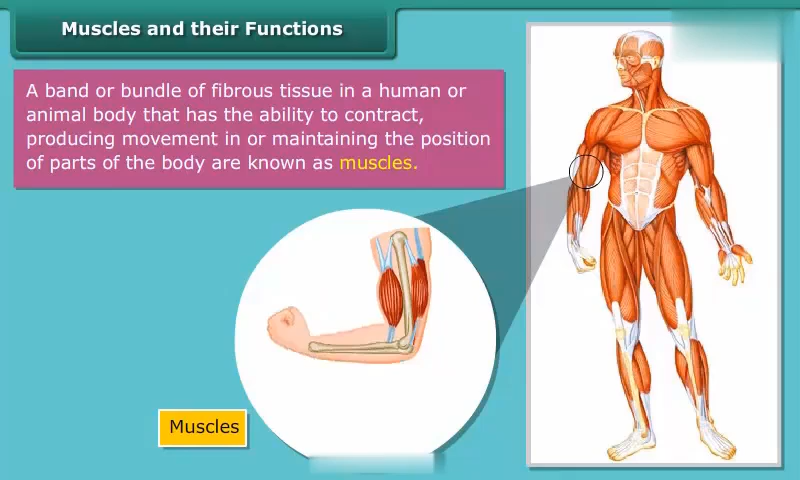 Muscles and their Functions
A band or bundle of fibrous tissue in a human or
animal body that has the ability to contract,
producing movement in or maintaining the position
of parts of the body are known as muscles.
Muscles